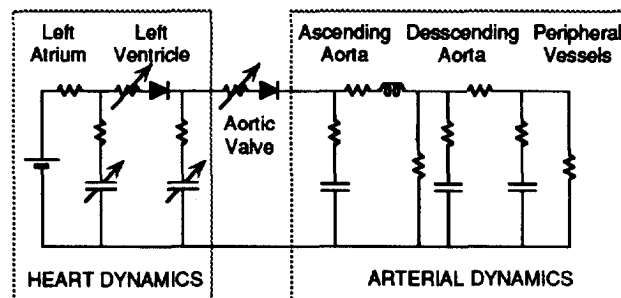 Left
Atrium
Left
Ventricle
Aortic
Valve
Ascending
Aorta
Desscending
Aorta
Peripheral
Vessels
HEART DYNAMICS
ARTERIAL DYNAMICS